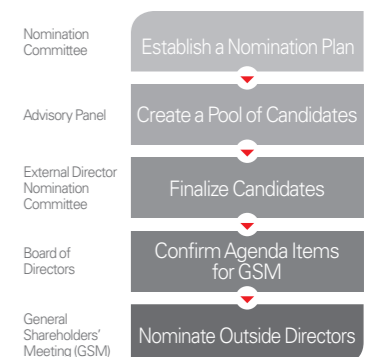 Nomination
Committee
Establish a Nomination Plan
Advisory Panel
Create a Pool of Candidates
External Director
Nomination
Committee
Finalize Candidates
Board of
Directors
Confirm Agenda Items
for GSM
General
Shareholders'
Meeting (GSM)
Nominate Outside Directors